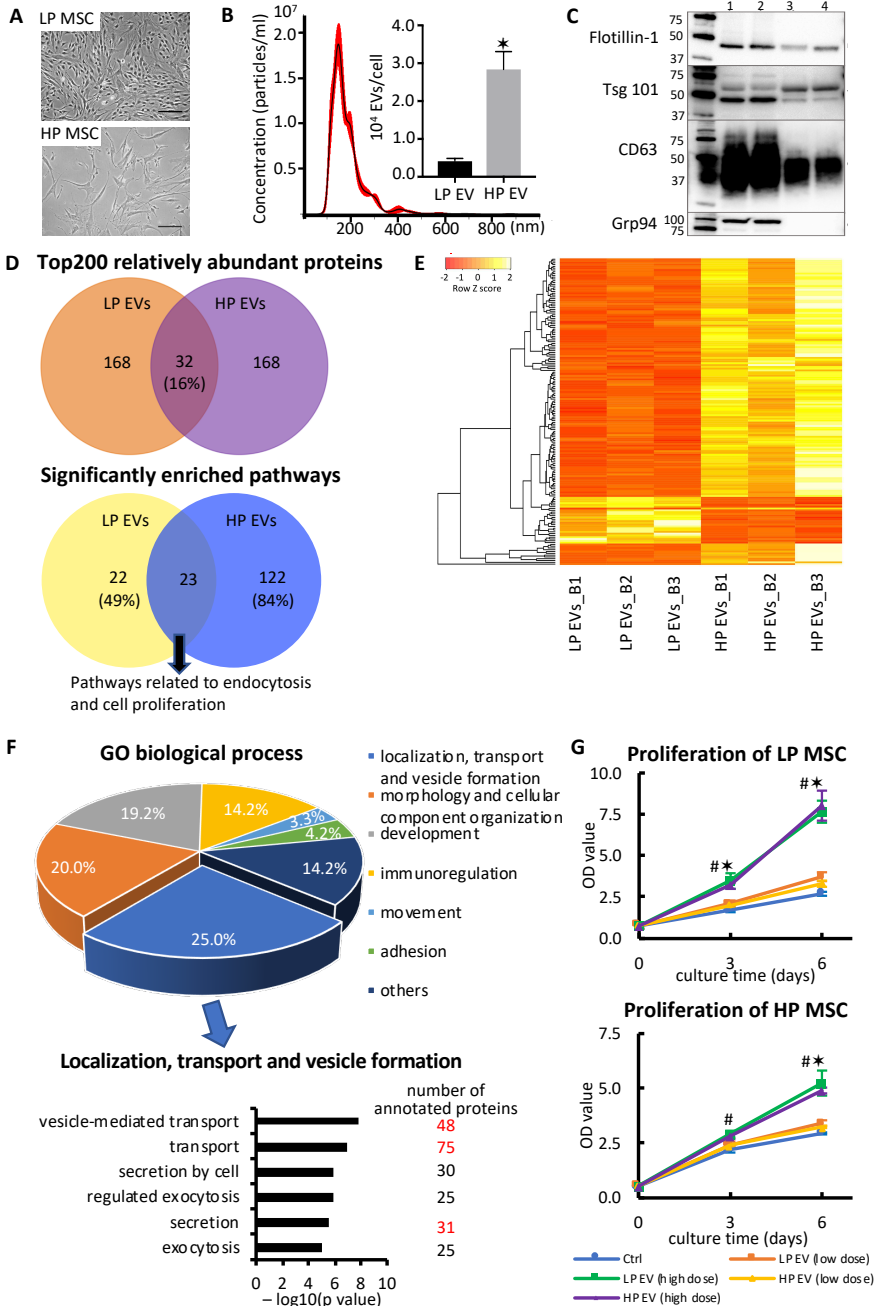 A
LP MSC
HP MSC
B
Concentration (particles/ml)
10⁷
2.0
1.5
1.0
0.5
200 400 600 800 (nm)
10⁴ EVs/cell
4.0
3.0
2.0
1.0
0.0
✶
LP EV HP EV
C
1 2 3 4
Flotillin-1
75
50
37
75
50
37
Tsg 101
75
50
37
75
50
37
CD63
75
50
37
75
50
37
Grp94
100
75
100
75
D
Top200 relatively abundant proteins
LP EVs HP EVs
168 32 168
(16%)
Significantly enriched pathways
LP EVs HP EVs
22 23 122
(49%) (84%)
Pathways related to endocytosis
and cell proliferation
E
-2 -1 0 1 2
Row Z score
LP EVs_B1
LP EVs_B2
LP EVs_B3
HP EVs_B1
HP EVs_B2
HP EVs_B3
F
GO biological process
14.2%
3.3%
4.2%
14.2%
25.0%
20.0%
19.2%
localization, transport
and vesicle formation
morphology and cellular
component organization
development
immunoregulation
movement
adhesion
others
Localization, transport and vesicle formation
number of
annotated proteins
vesicle-mediated transport 48
transport 75
secretion by cell 30
regulated exocytosis 25
secretion 31
exocytosis 25
0 2 4 6 8 10
– log10(p value)
G
Proliferation of LP MSC
OD value
10.0
7.5
5.0
2.5
0.0
#✶
#✶
0 3 6
culture time (days)
Proliferation of HP MSC
OD value
7.5
5.0
2.5
0.0
#
#✶
0 3 6
culture time (days)
Ctrl LP EV (low dose)
LP EV (high dose) HP EV (low dose)
HP EV (high dose)